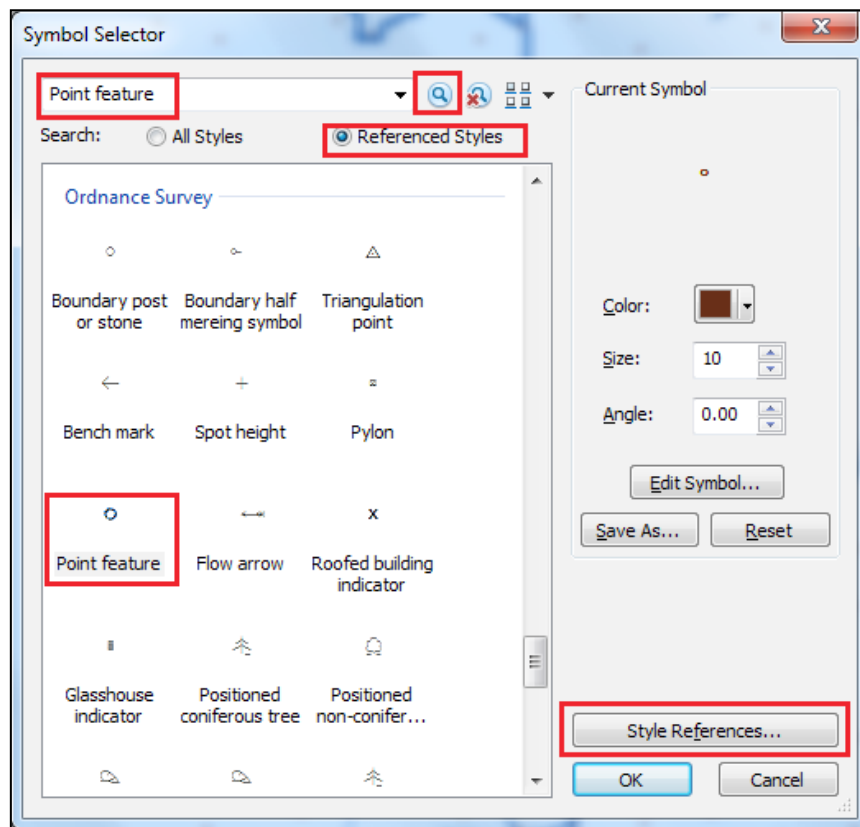 Symbol Selector
Point feature
Search:
All Styles
Referenced Styles
Ordnance Survey
Boundary post
or stone
Boundary half
mereing symbol
Triangulation
point
Bench mark
Spot height
Pylon
Point feature
Flow arrow
Roofed building
indicator
Glasshouse
indicator
Positioned
coniferous tree
Positioned
non-conifer...
Current Symbol
Color:
Size:
10
Angle:
0.00
Edit Symbol...
Save As...
Reset
Style References...
OK
Cancel